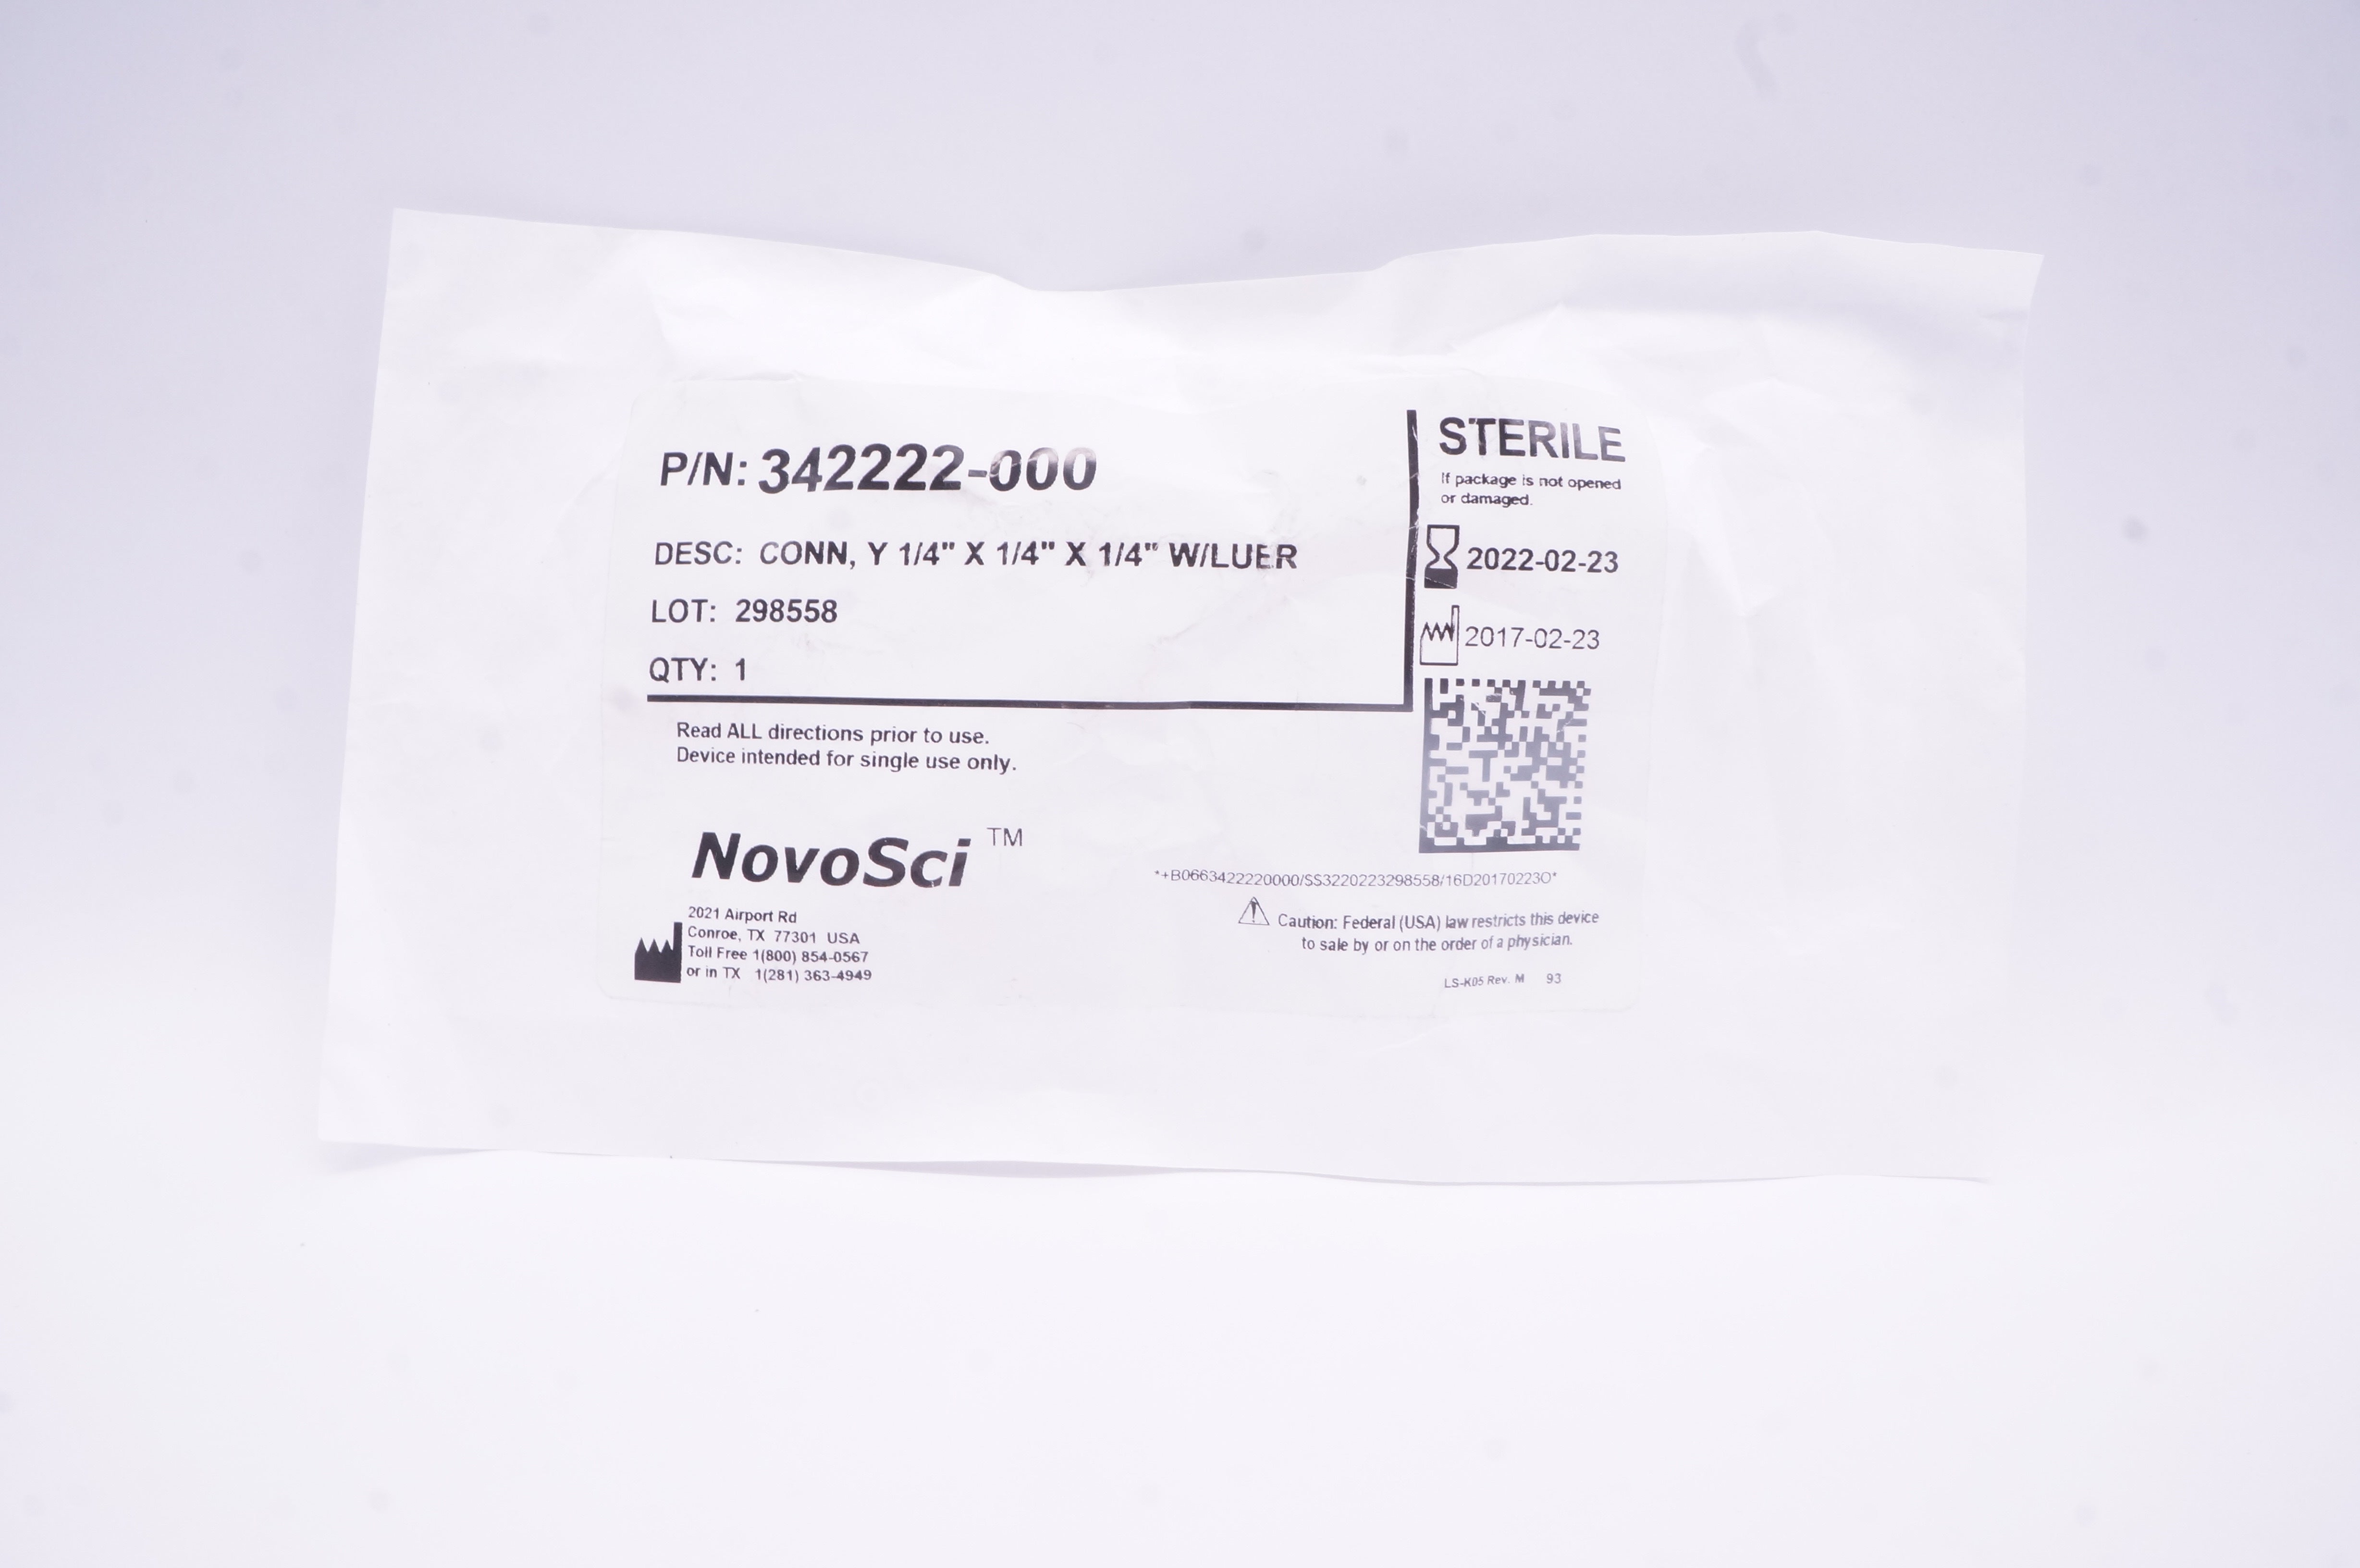 P/N: 342222-000
DESC: CONN, Y 1/4" X 1/4" X 1/4" W/LUER
LOT: 298558
QTY: 1
STERILE
If package is not opened
or damaged.
2022-02-23
2017-02-23
Read ALL directions prior to use.
Device intended for single use only.
NovoSci ™
2021 Airport Rd
Conroe, TX 77301 USA
Toll Free 1(800) 854-0567
or in TX 1(281) 363-4949
*+B0663422220000/SS3220223298558/16D20170223O*
Caution: Federal (USA) law restricts this device
to sale by or on the order of a physician.
LS-K05 Rev. M 93